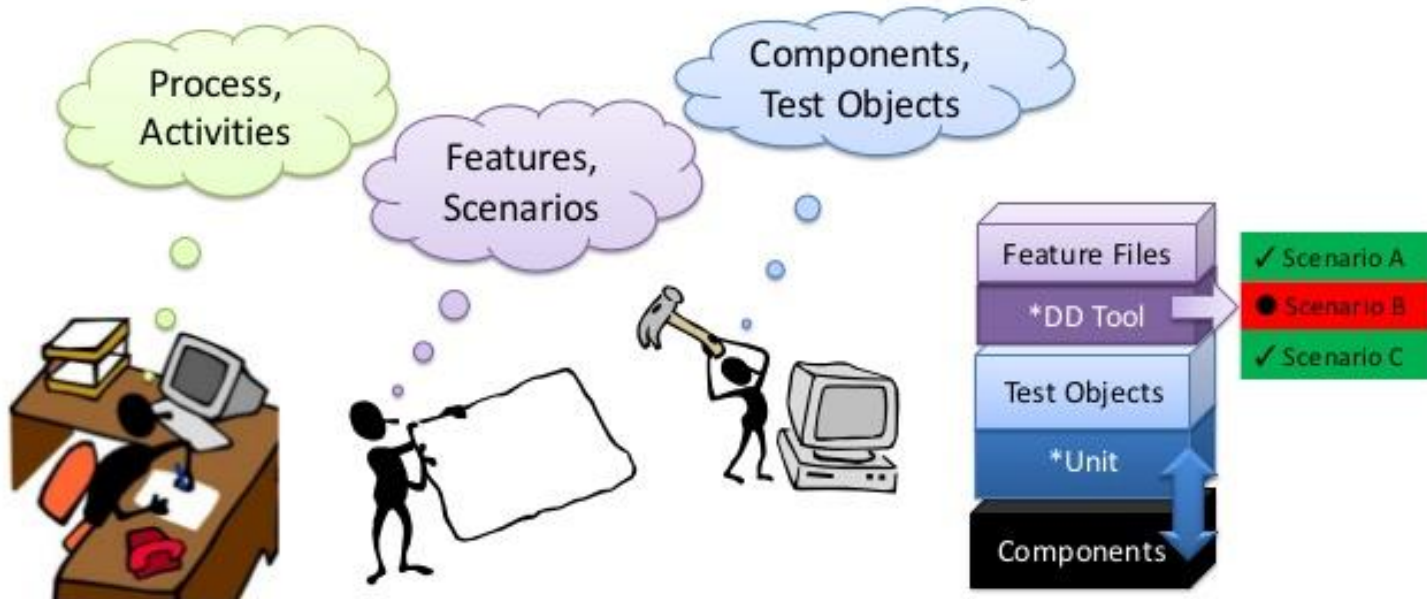 Process,
Activities
Features,
Scenarios
Components,
Test Objects
Feature Files
*DD Tool
Test Objects
*Unit
Components
✓ Scenario A
● Scenario B
✓ Scenario C